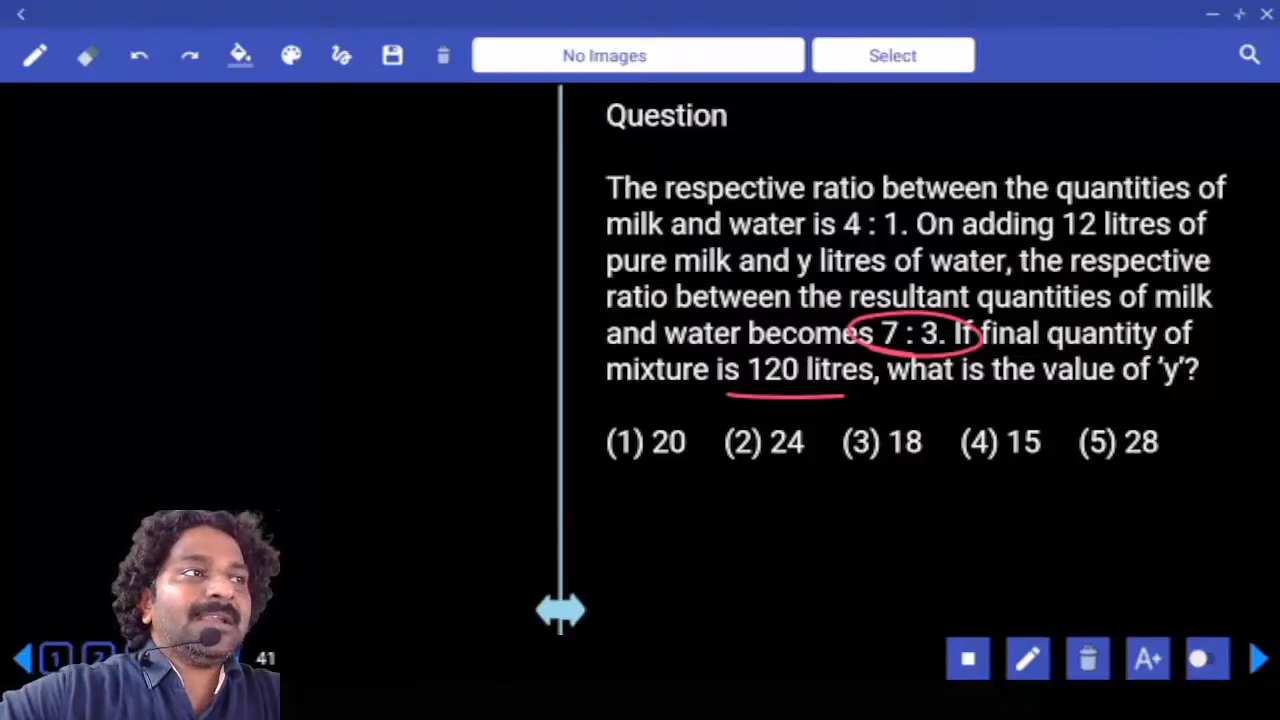 No Images
Select
Question
The respective ratio between the quantities of
milk and water is 4 : 1. On adding 12 litres of
pure milk and y litres of water, the respective
ratio between the resultant quantities of milk
and water becomes 7 : 3. If final quantity of
mixture is 120 litres, what is the value of ‘y’?
(1) 20 (2) 24 (3) 18 (4) 15 (5) 28
1 2 41 A+